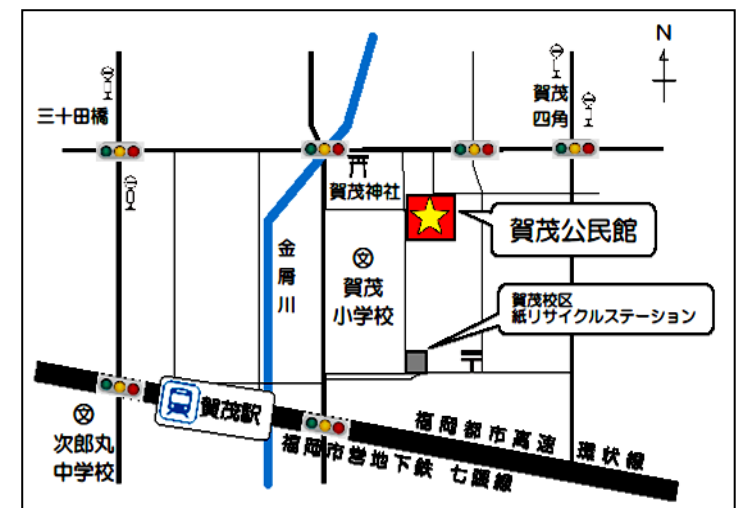 N
三十田橋
賀茂
四角
賀茂神社
賀茂公民館
金
屑
川
文
賀茂
小学校
賀茂校区
紙リサイクルステーション
賀茂駅
文
次郎丸
中学校
福岡都市高速 環状線
福岡市営地下鉄 七隈線